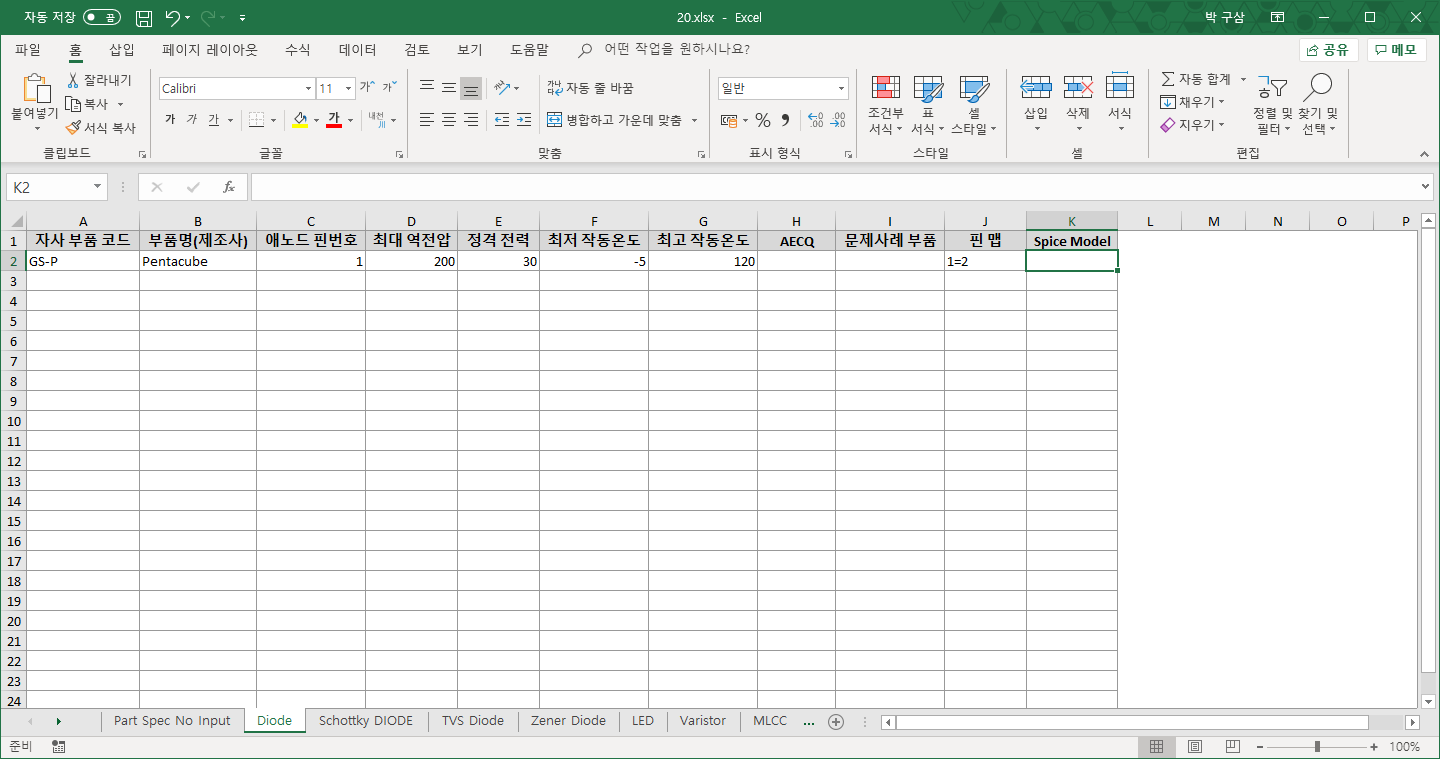 자동 저장 끔 20.xlsx - Excel 박 구삼
파일 홈 삽입 페이지 레이아웃 수식 데이터 검토 보기 도움말 어떤 작업을 원하시나요? 공유 메모
붙여넣기 잘라내기 복사 서식 복사
클립보드
Calibri 11 가 가
가 가 가 가 내천
글꼴
자동 줄 바꿈
병합하고 가운데 맞춤
맞춤
일반
% 9 .00 .00
표시 형식
조건부 서식 표 서식 셀 스타일
스타일
삽입 삭제 서식
셀
자동 합계
채우기
지우기
정렬 및 필터 찾기 및 선택
편집
K2 fx
A B C D E F G H I J K L M N O P
1 자사 부품 코드 부품명(제조사) 애노드 핀번호 최대 역전압 정격 전력 최저 작동온도 최고 작동온도 AECQ 문제사례 부품 핀 맵 Spice Model
2 GS-P Pentacube 1 200 30 -5 120 1=2
3
4
5
6
7
8
9
10
11
12
13
14
15
16
17
18
19
20
21
22
23
24
Part Spec No Input Diode Schottky DIODE TVS Diode Zener Diode LED Varistor MLCC ...
준비 100%